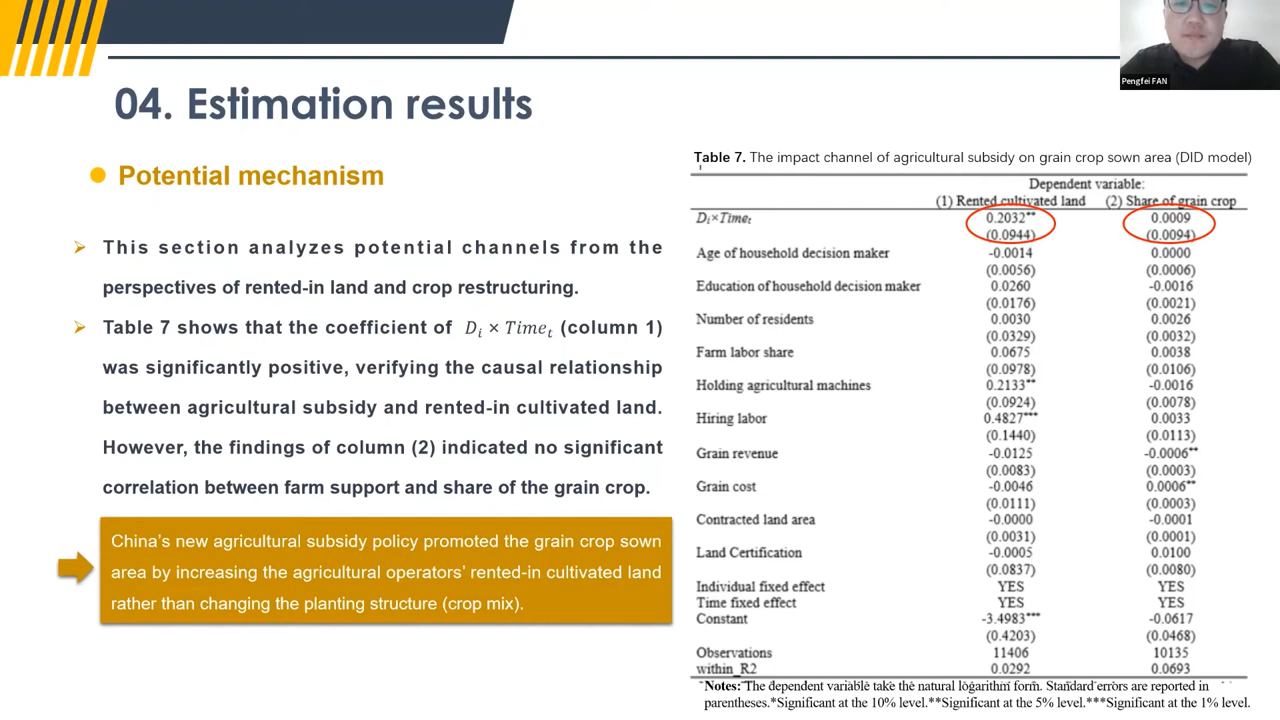 Pengfei FAN
04. Estimation results
Potential mechanism
This section analyzes potential channels from the
perspectives of rented-in land and crop restructuring.
Table 7 shows that the coefficient of D_i × Time_t (column 1)
was significantly positive, verifying the causal relationship
between agricultural subsidy and rented-in cultivated land.
However, the findings of column (2) indicated no significant
correlation between farm support and share of the grain crop.
China's new agricultural subsidy policy promoted the grain crop sown
area by increasing the agricultural operators' rented-in cultivated land
rather than changing the planting structure (crop mix).
Table 7. The impact channel of agricultural subsidy on grain crop sown area (DID model)
Dependent variable:
(1) Rented cultivated land (2) Share of grain crop
D_i×Time_t 0.2032** 0.0009
(0.0944) (0.0094)
Age of household decision maker -0.0014 0.0000
(0.0056) (0.0006)
Education of household decision maker 0.0260 -0.0016
(0.0176) (0.0021)
Number of residents 0.0030 0.0026
(0.0329) (0.0032)
Farm labor share 0.0675 0.0038
(0.0978) (0.0106)
Holding agricultural machines 0.2133** -0.0016
(0.0924) (0.0078)
Hiring labor 0.4827*** 0.0033
(0.1440) (0.0113)
Grain revenue -0.0125 -0.0006**
(0.0083) (0.0003)
Grain cost -0.0046 0.0006**
(0.0111) (0.0003)
Contracted land area -0.0000 -0.0001
(0.0031) (0.0001)
Land Certification -0.0005 0.0100
(0.0837) (0.0080)
Individual fixed effect YES YES
Time fixed effect YES YES
Constant -3.4983*** -0.0617
(0.4203) (0.0468)
Observations 11406 10135
within_R2 0.0292 0.0693
Notes: The dependent variable take the natural logarithm form. Standard errors are reported in
parentheses.*Significant at the 10% level.**Significant at the 5% level.***Significant at the 1% level.